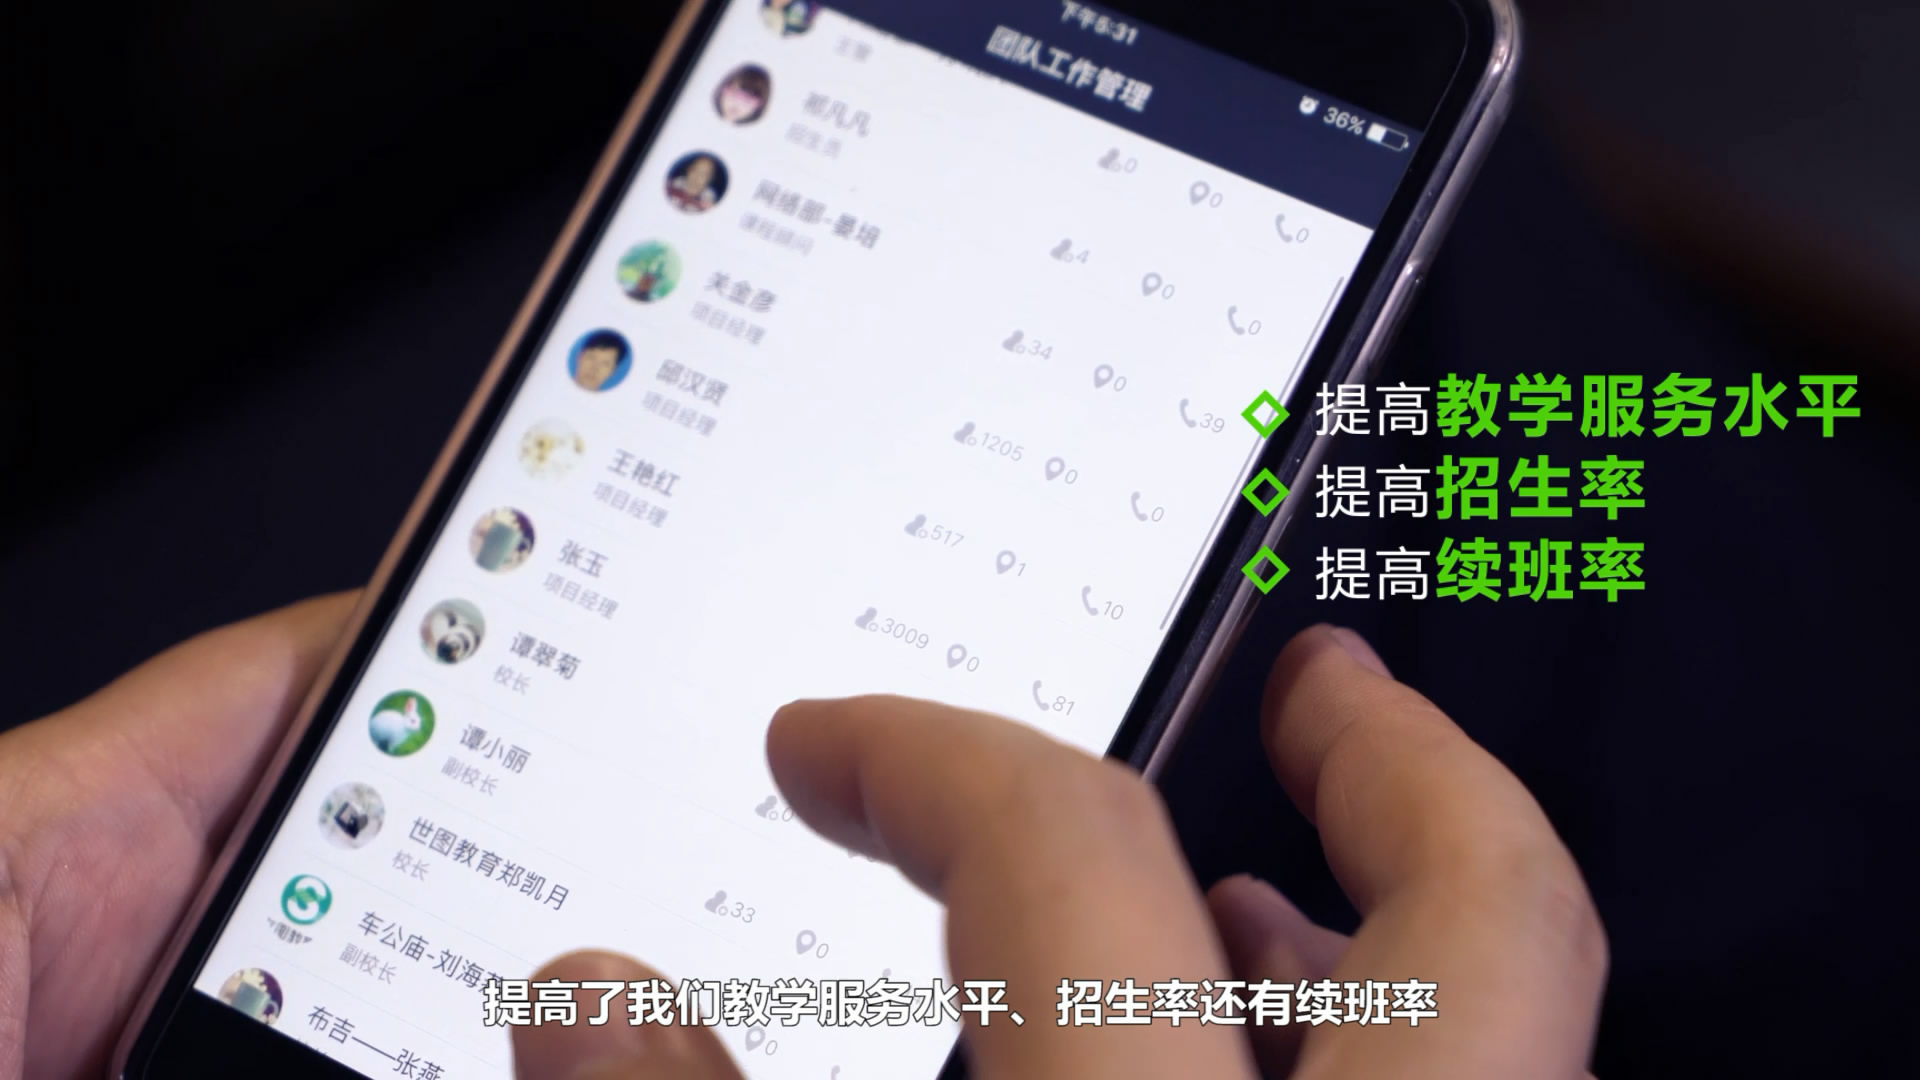 下午5:31
36%
团队工作管理
主管
祁凡凡
招生员
0
0
0
网络部-晏培
课程顾问
4
0
0
关金彦
项目经理
34
0
39
邱汉贤
项目经理
1205
0
0
王艳红
项目经理
517
1
10
张玉
项目经理
3009
0
81
谭翠菊
校长
谭小丽
副校长
0
世图教育郑凯月
校长
33
0
车公庙-刘海
副校长
0
布吉——张燕
提高教学服务水平
提高招生率
提高续班率
提高了我们教学服务水平、招生率还有续班率